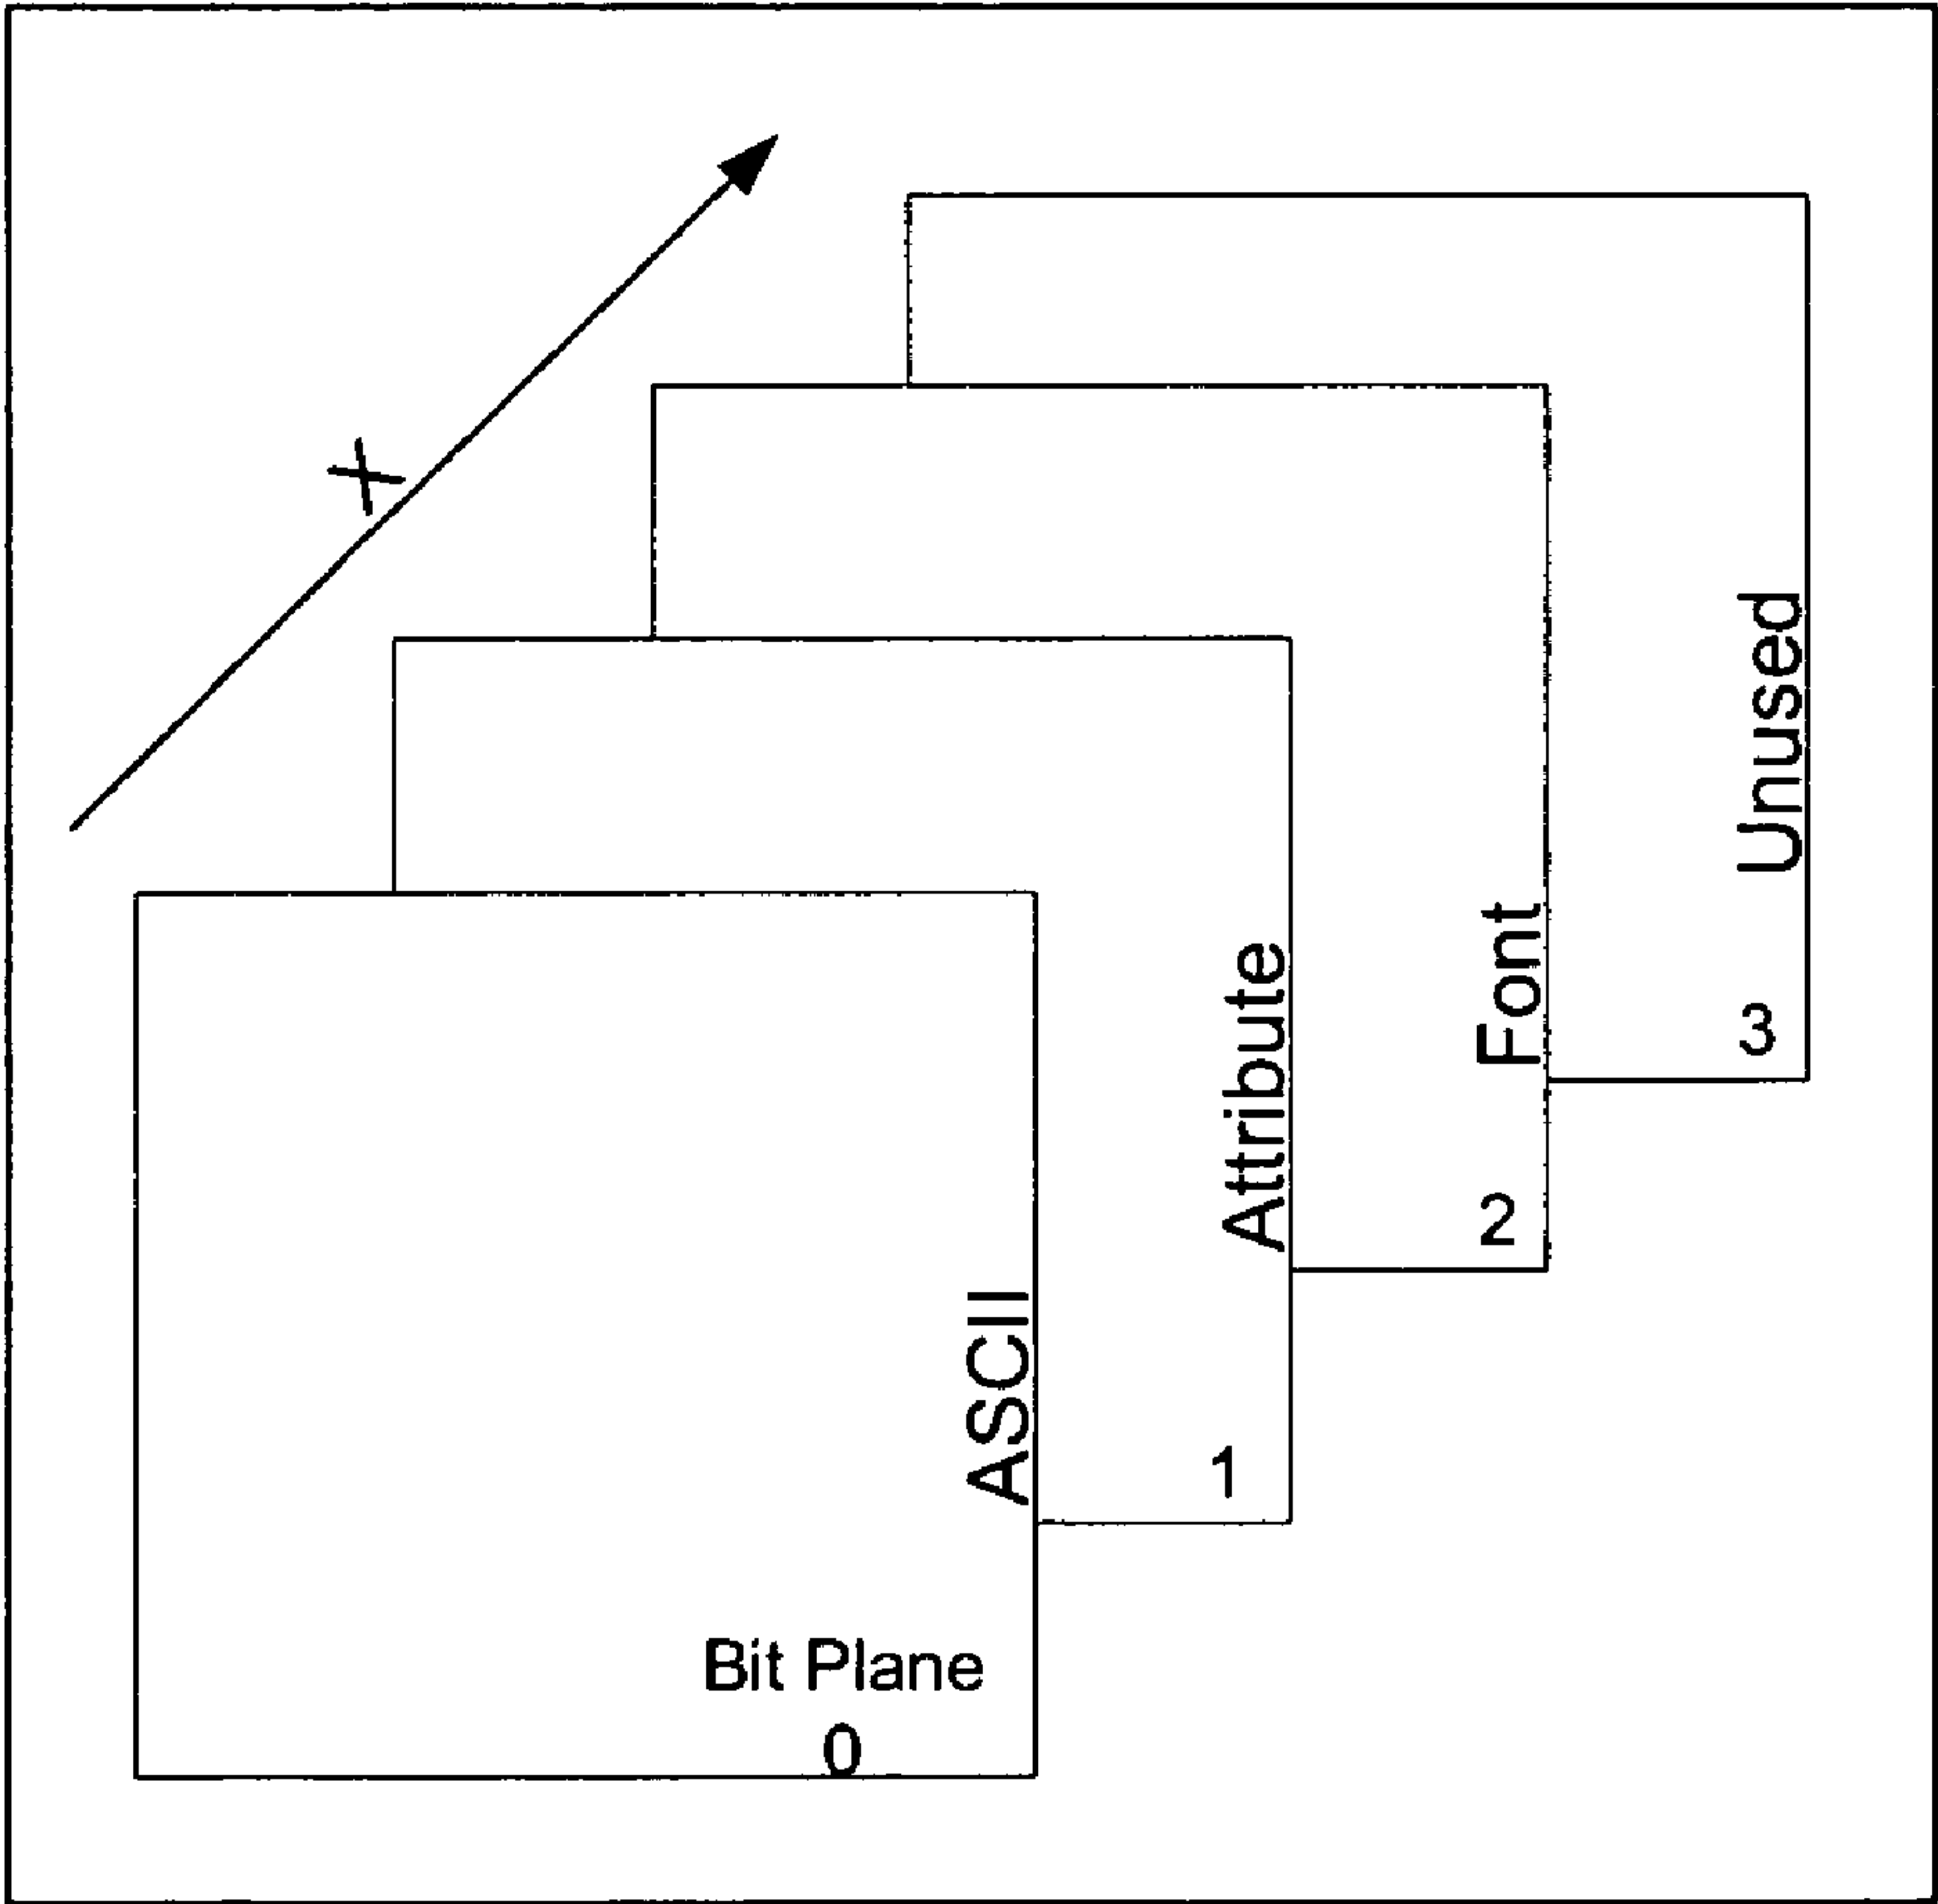 X
ASCII
Bit Plane
0
Attribute
1
Font
2
Unused
3